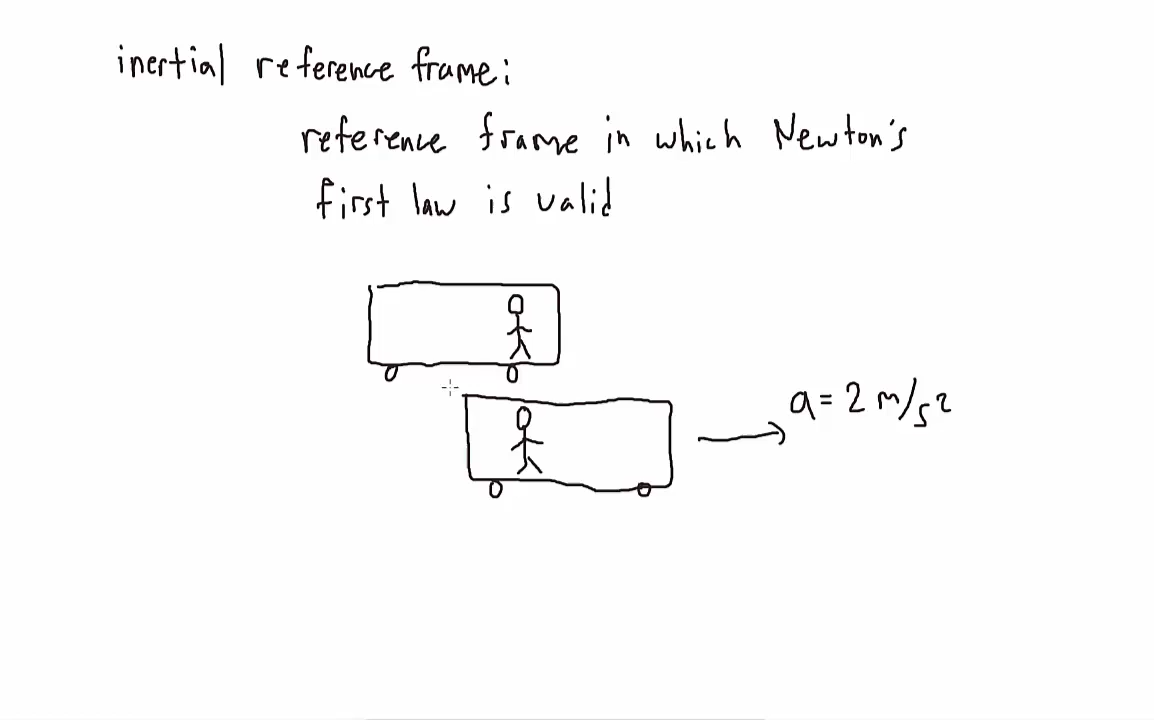 inertial reference frame:
reference frame in which Newton's
first law is valid
a = 2 m/s²